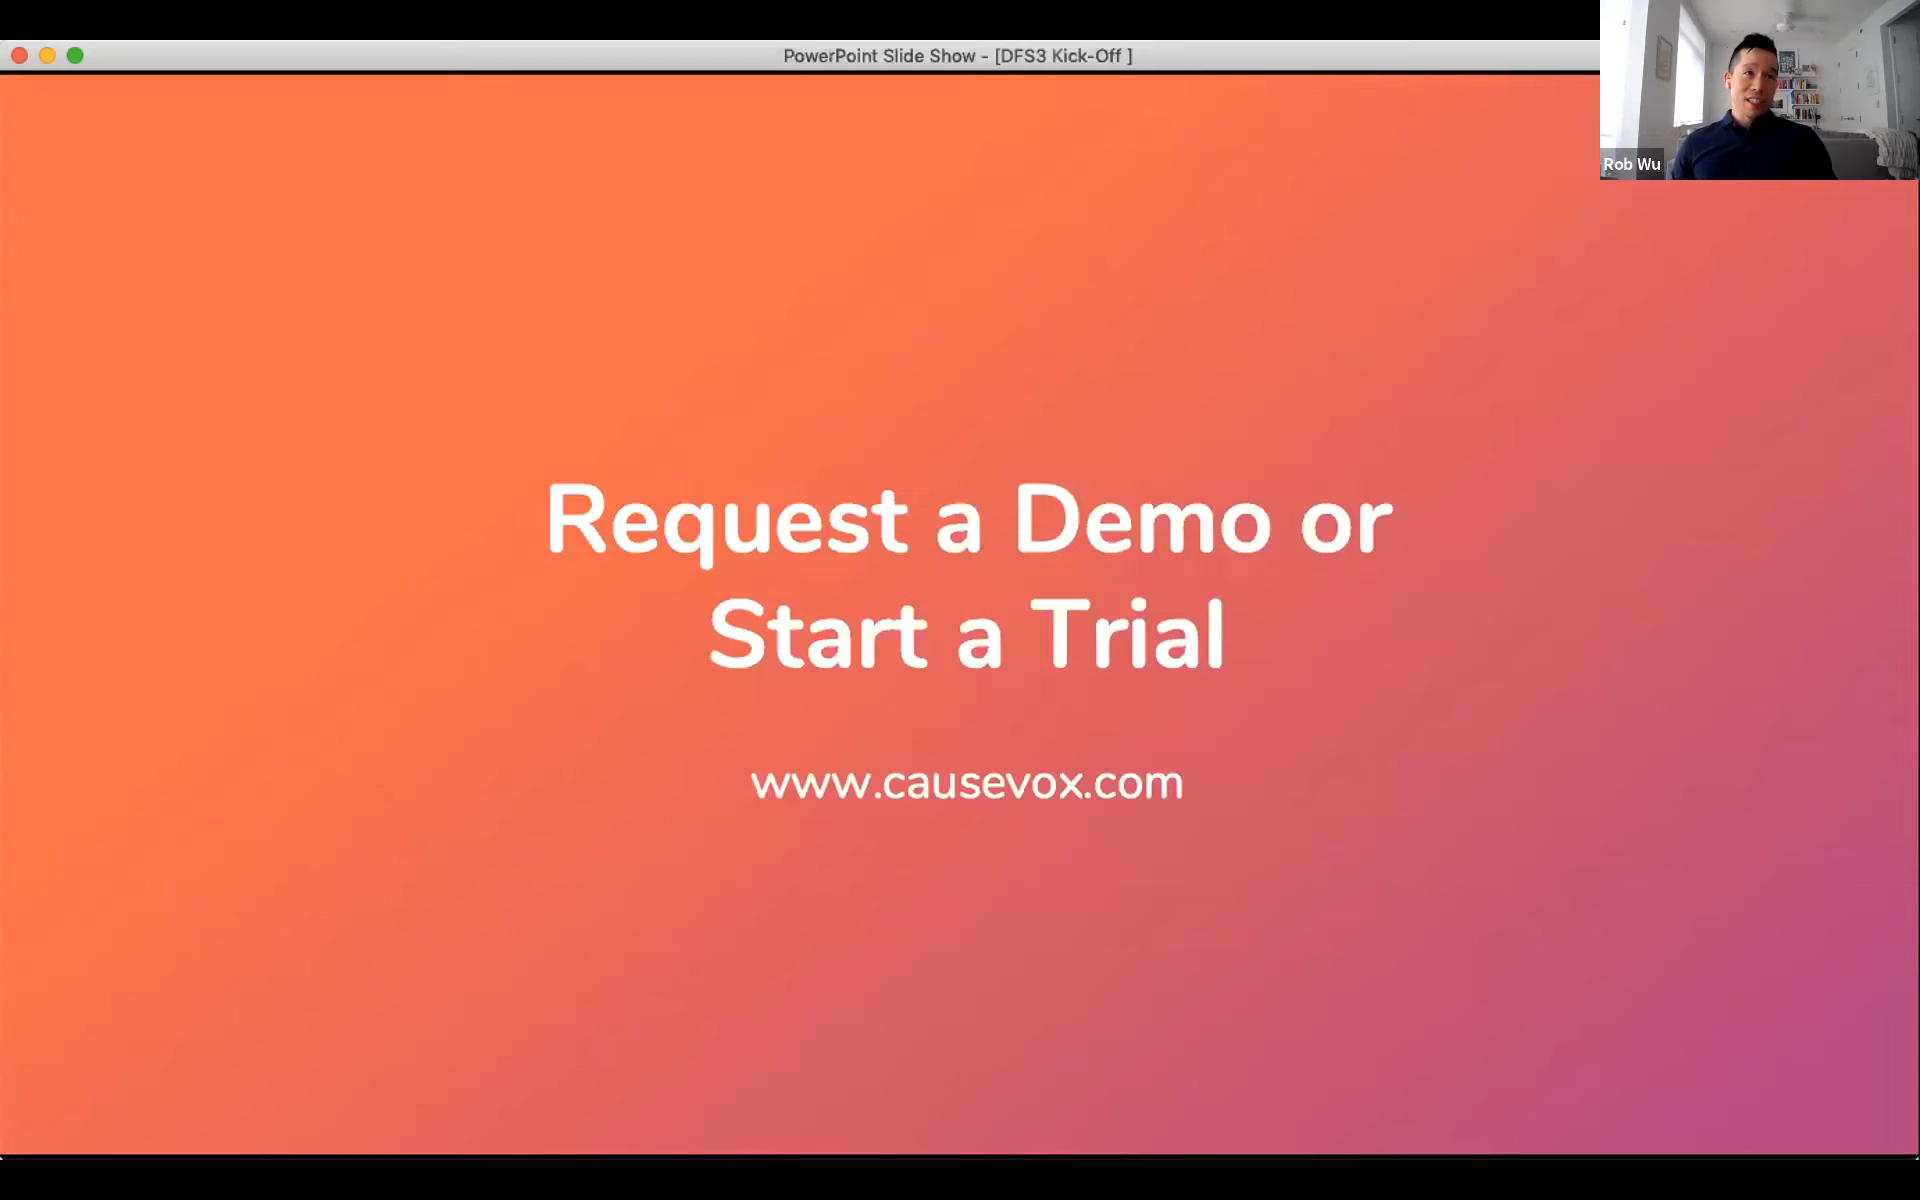 PowerPoint Slide Show - [DFS3 Kick-Off ]
Rob Wu
Request a Demo or
Start a Trial
www.causevox.com